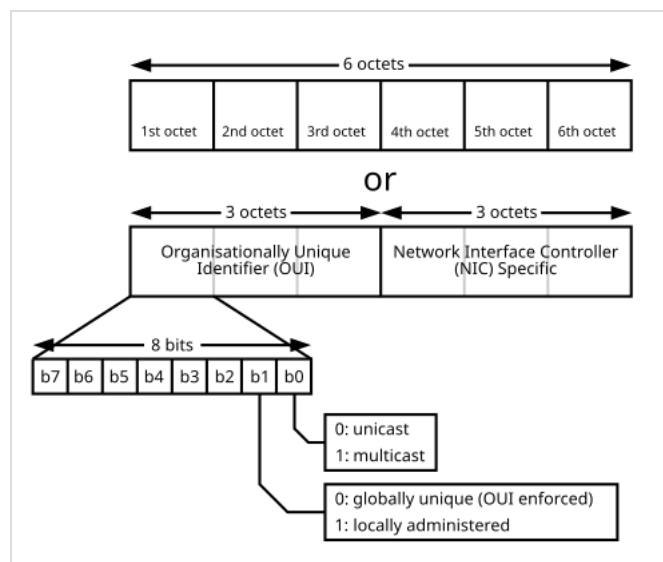 6 octets
1st octet
2nd octet
3rd octet
4th octet
5th octet
6th octet
or
3 octets
3 octets
Organisationally Unique
Identifier (OUI)
Network Interface Controller
(NIC) Specific
8 bits
b7
b6
b5
b4
b3
b2
b1
b0
0: unicast
1: multicast
0: globally unique (OUI enforced)
1: locally administered